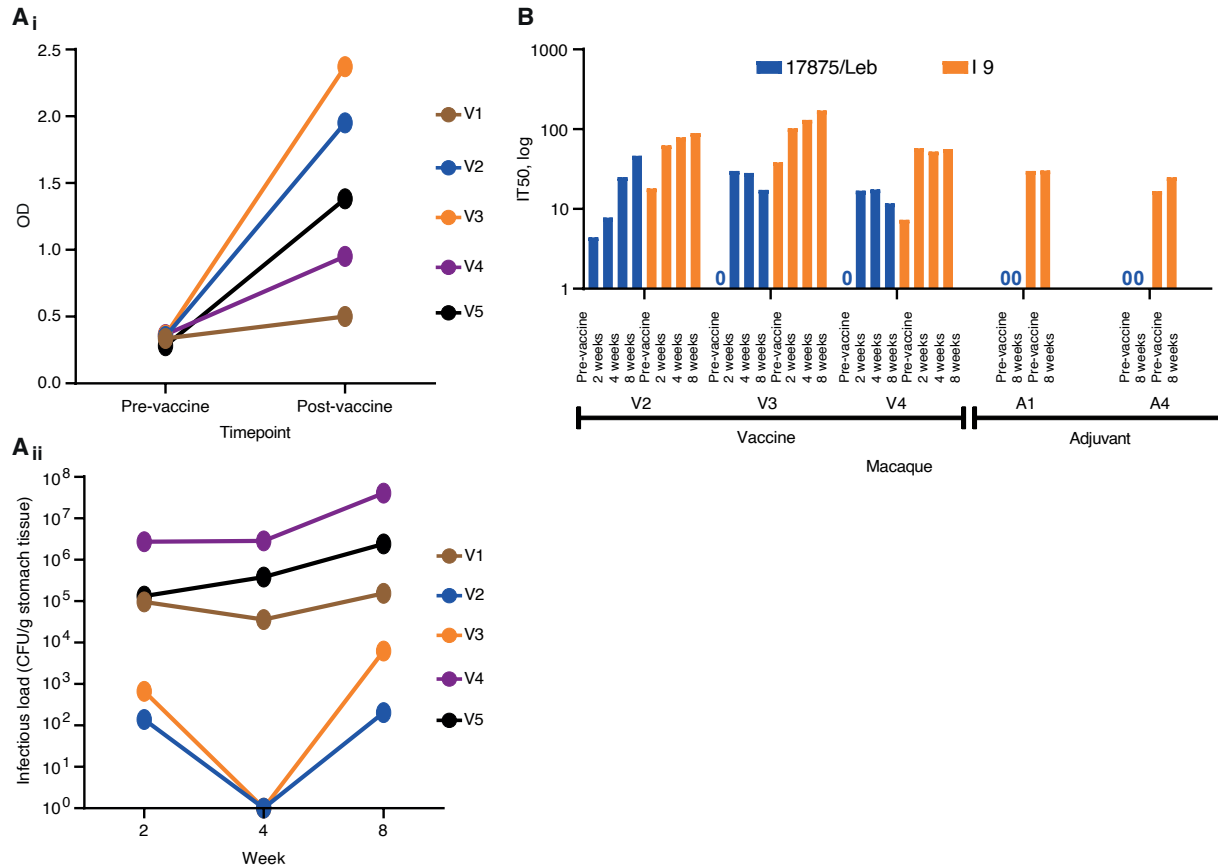 A i
2.5
2.0
1.5
1.0
0.5
0.0
OD
Pre-vaccine Post-vaccine
Timepoint
V1
V2
V3
V4
V5
B
1000
100
10
1
IT50, log
17875/Leb I 9
0 0 00 00
Pre-vaccine
2 weeks
4 weeks
8 weeks
Pre-vaccine
2 weeks
4 weeks
8 weeks
Pre-vaccine
2 weeks
4 weeks
8 weeks
Pre-vaccine
2 weeks
4 weeks
8 weeks
Pre-vaccine
2 weeks
4 weeks
8 weeks
Pre-vaccine
2 weeks
4 weeks
8 weeks
Pre-vaccine
8 weeks
Pre-vaccine
8 weeks
Pre-vaccine
8 weeks
Pre-vaccine
8 weeks
V2 V3 V4 A1 A4
Vaccine Adjuvant
Macaque
A ii
10^8
10^7
10^6
10^5
10^4
10^3
10^2
10^1
10^0
Infectious load (CFU/g stomach tissue)
2 4 8
Week
V1
V2
V3
V4
V5